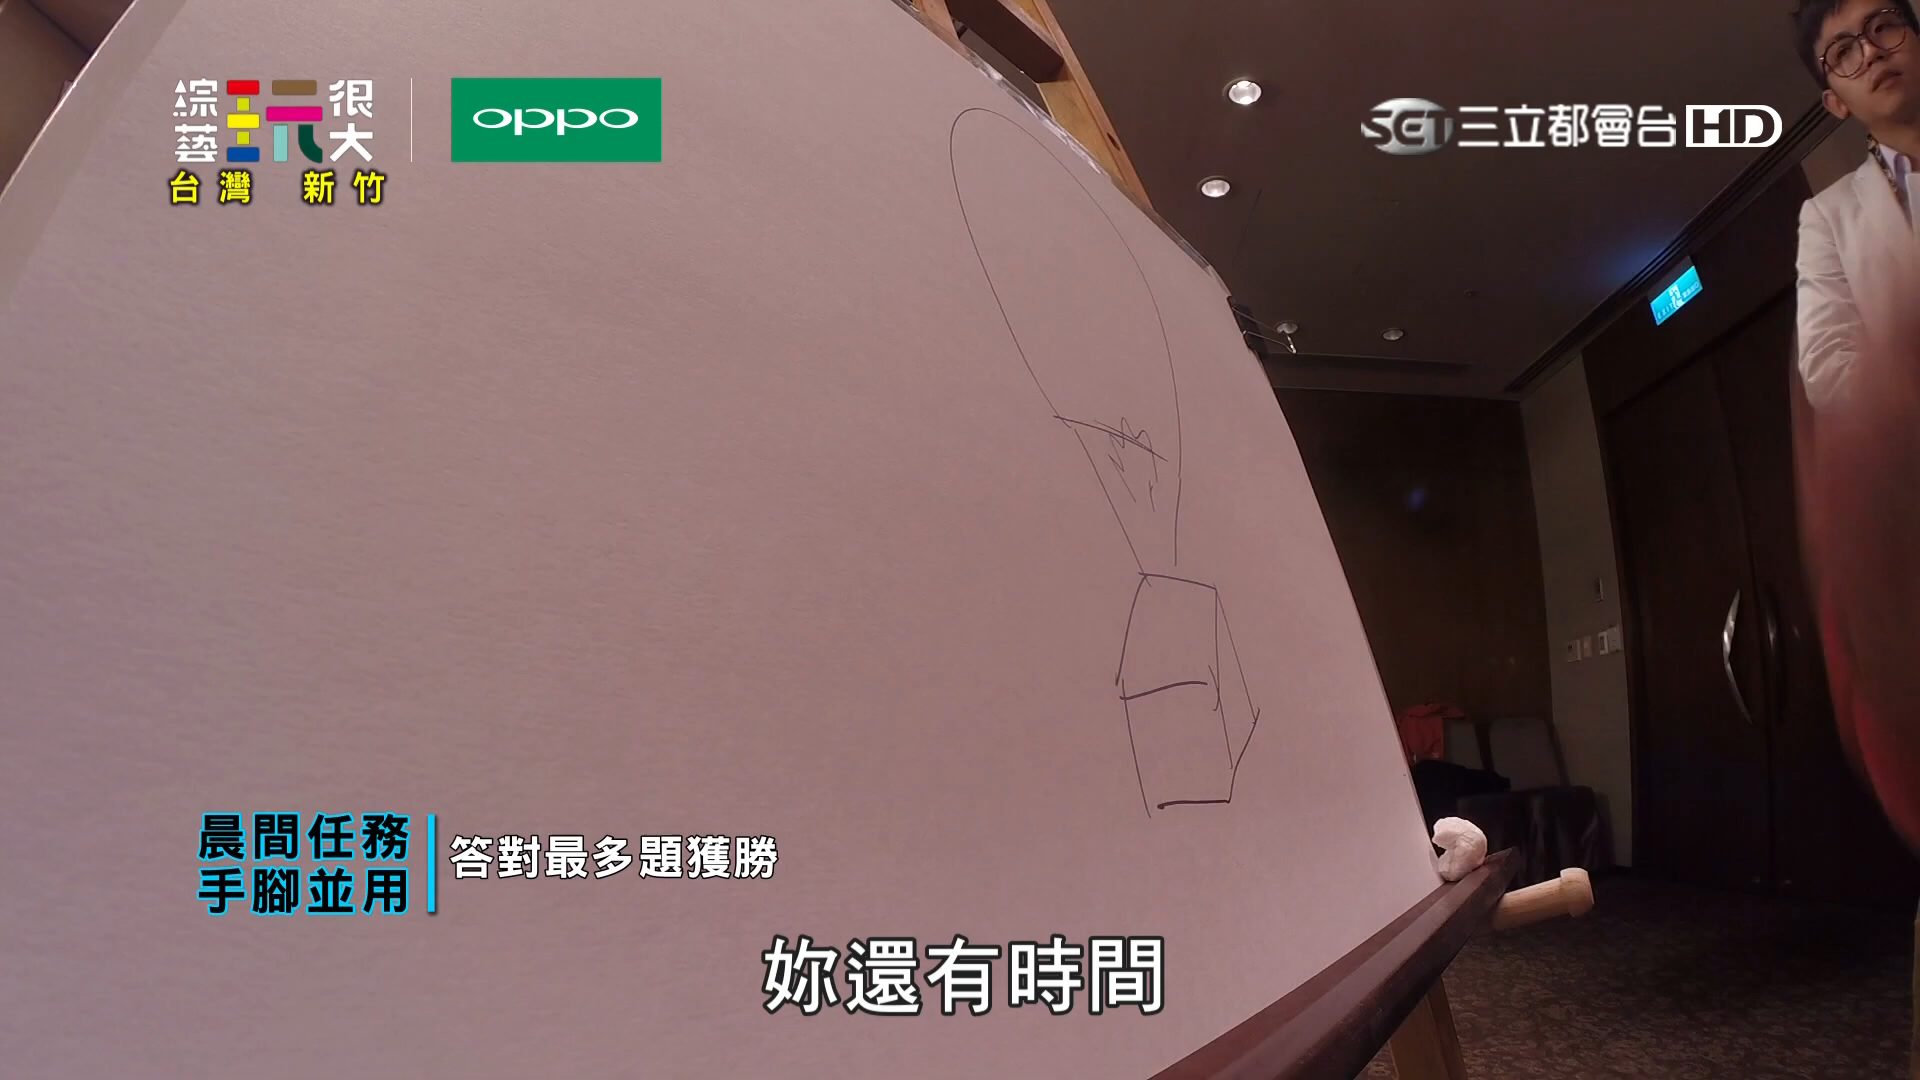 綜藝玩很大
oppo
台灣 新竹
SET三立都會台HD
晨間任務
手腳並用
答對最多題獲勝
妳還有時間